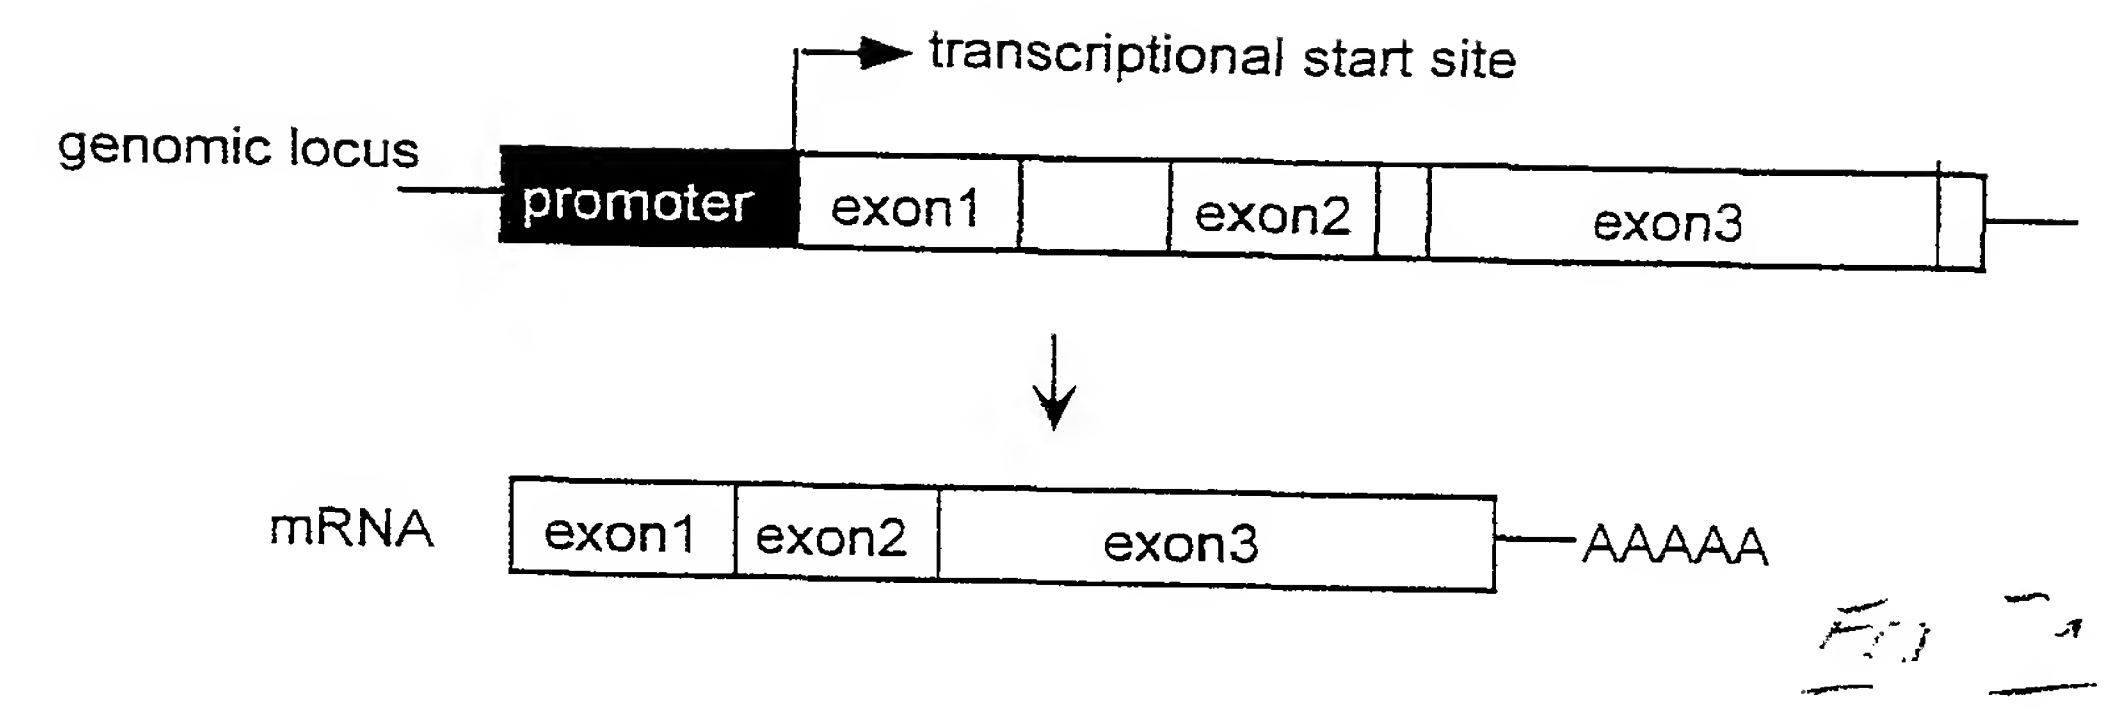 transcriptional start site
genomic locus
promoter exon1 exon2 exon3
mRNA exon1 exon2 exon3 AAAAA